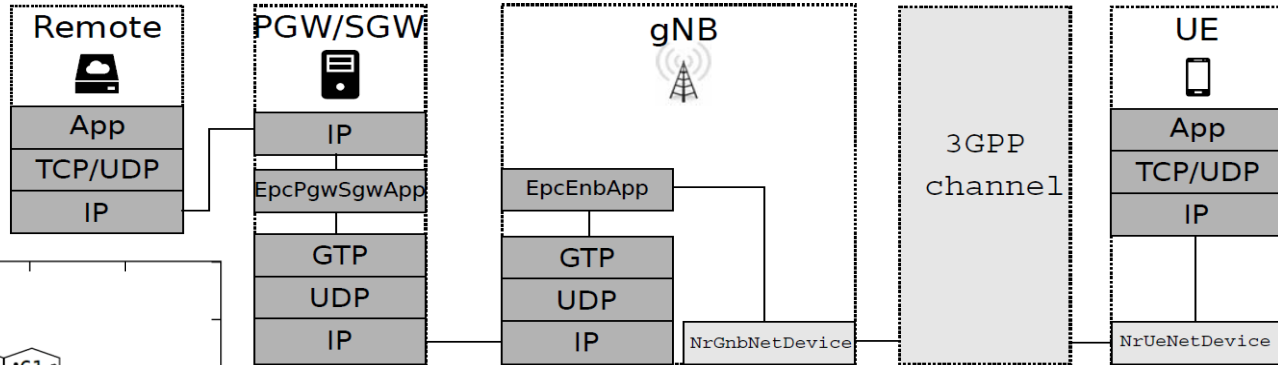 Remote
App
TCP/UDP
IP
PGW/SGW
IP
EpcPgwSgwApp
GTP
UDP
IP
gNB
EpcEnbApp
GTP
UDP
IP
NrGnbNetDevice
3GPP
channel
UE
App
TCP/UDP
IP
NrUeNetDevice